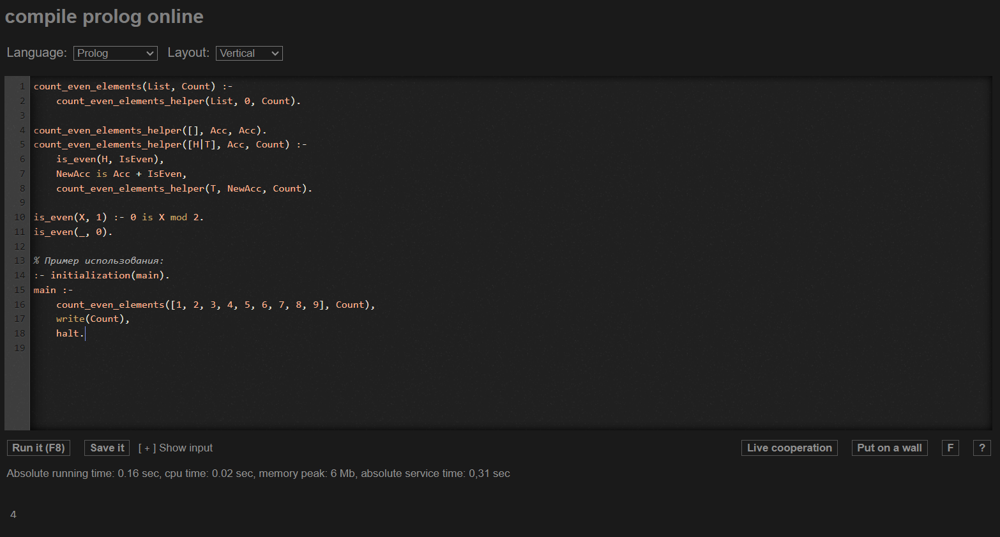 compile prolog online
Language: Prolog Layout: Vertical
1 count_even_elements(List, Count) :-
2     count_even_elements_helper(List, 0, Count).
3
4 count_even_elements_helper([], Acc, Acc).
5 count_even_elements_helper([H|T], Acc, Count) :-
6     is_even(H, IsEven),
7     NewAcc is Acc + IsEven,
8     count_even_elements_helper(T, NewAcc, Count).
9
10 is_even(X, 1) :- 0 is X mod 2.
11 is_even(_, 0).
12
13 % Пример использования:
14 :- initialization(main).
15 main :-
16     count_even_elements([1, 2, 3, 4, 5, 6, 7, 8, 9], Count),
17     write(Count),
18     halt.
19
Run it (F8) Save it [ + ] Show input Live cooperation Put on a wall F ?
Absolute running time: 0.16 sec, cpu time: 0.02 sec, memory peak: 6 Mb, absolute service time: 0,31 sec
4